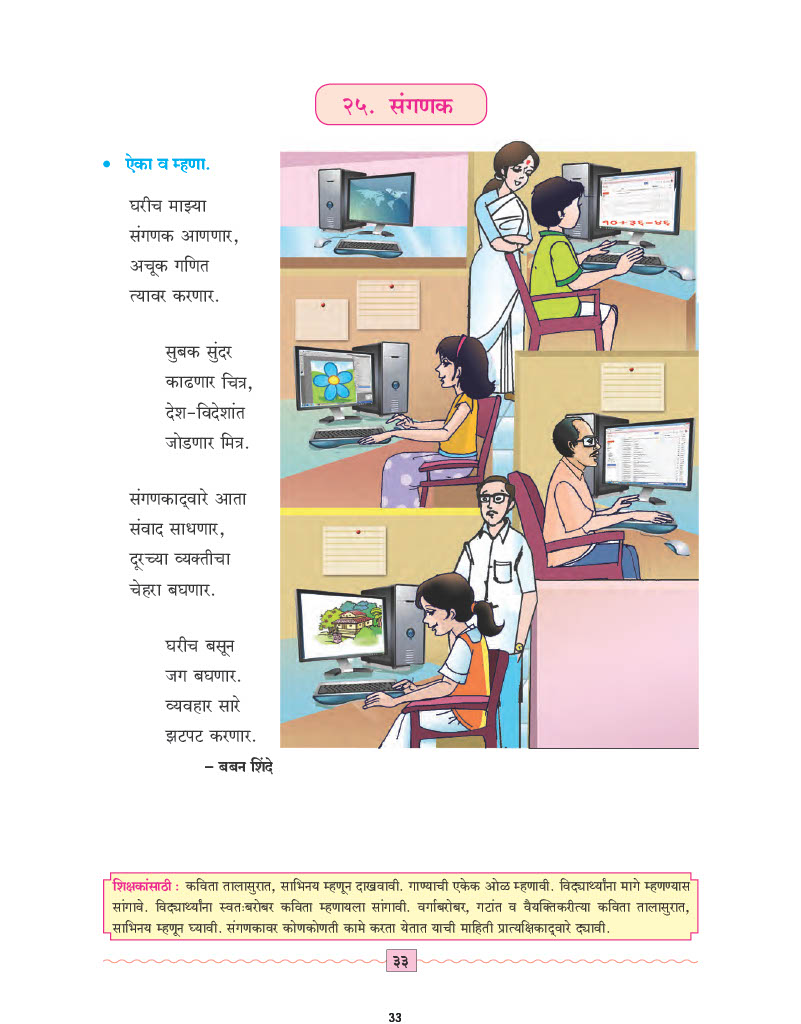 २५. संगणक
• ऐका व म्हणा.
घरीच माझ्या
संगणक आणणार,
अचूक गणित
त्यावर करणार.
सुबक सुंदर
काढणार चित्र,
देश-विदेशांत
जोडणार मित्र.
संगणकाद्वारे आता
संवाद साधणार,
दूरच्या व्यक्तीचा
चेहरा बघणार.
घरीच बसून
जग बघणार.
व्यवहार सारे
झटपट करणार.
– बबन शिंदे
शिक्षकांसाठी : कविता तालासुरात, साभिनय म्हणून दाखवावी. गाण्याची एकेक ओळ म्हणावी. विद्यार्थ्यांना मागे म्हणण्यास
सांगावे. विद्यार्थ्यांना स्वतःबरोबर कविता म्हणायला सांगावी. वर्गाबरोबर, गटांत व वैयक्तिकरीत्या कविता तालासुरात,
साभिनय म्हणून घ्यावी. संगणकावर कोणकोणती कामे करता येतात याची माहिती प्रात्यक्षिकाद्वारे द्यावी.
३३
33